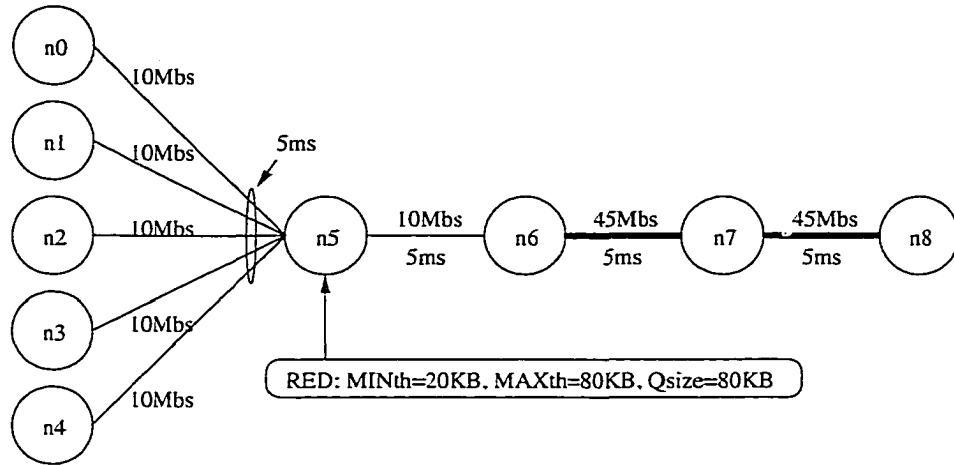 n0
10Mbs
n1
10Mbs
5ms
n2
10Mbs
n5
10Mbs
5ms
n6
45Mbs
5ms
n7
45Mbs
5ms
n8
n3
10Mbs
RED: MINth=20KB, MAXth=80KB, Qsize=80KB
n4
10Mbs